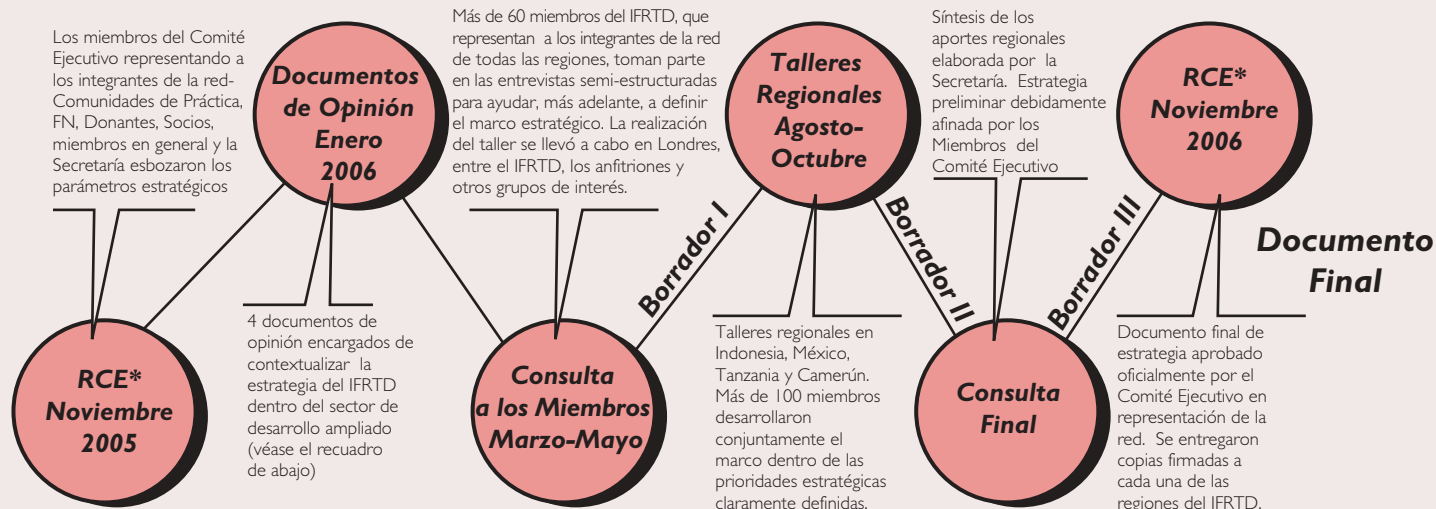 Los miembros del Comité
Ejecutivo representando a
los integrantes de la red-
Comunidades de Práctica,
FN, Donantes, Socios,
miembros en general y la
Secretaría esbozaron los
parámetros estratégicos
RCE*
Noviembre
2005
Documentos
de Opinión
Enero
2006
4 documentos de
opinión encargados de
contextualizar la
estrategia del IFRTD
dentro del sector de
desarrollo ampliado
(véase el recuadro
de abajo)
Más de 60 miembros del IFRTD, que
representan a los integrantes de la red
de todas las regiones, toman parte
en las entrevistas semi-estructuradas
para ayudar, más adelante, a definir
el marco estratégico. La realización
del taller se llevó a cabo en Londres,
entre el IFRTD, los anfitriones y
otros grupos de interés.
Consulta
a los Miembros
Marzo-Mayo
Borrador I
Talleres
Regionales
Agosto-
Octubre
Talleres regionales en
Indonesia, México,
Tanzania y Camerún.
Más de 100 miembros
desarrollaron
conjuntamente el
marco dentro de las
prioridades estratégicas
claramente definidas.
Borrador II
Síntesis de los
aportes regionales
elaborada por la
Secretaría. Estrategia
preliminar debidamente
afinada por los
Miembros del
Comité Ejecutivo
Consulta
Final
Borrador III
RCE*
Noviembre
2006
Documento final de
estrategia aprobado
oficialmente por el
Comité Ejecutivo en
representación de la
red. Se entregaron
copias firmadas a
cada una de las
regiones del IFRTD.
Documento
Final